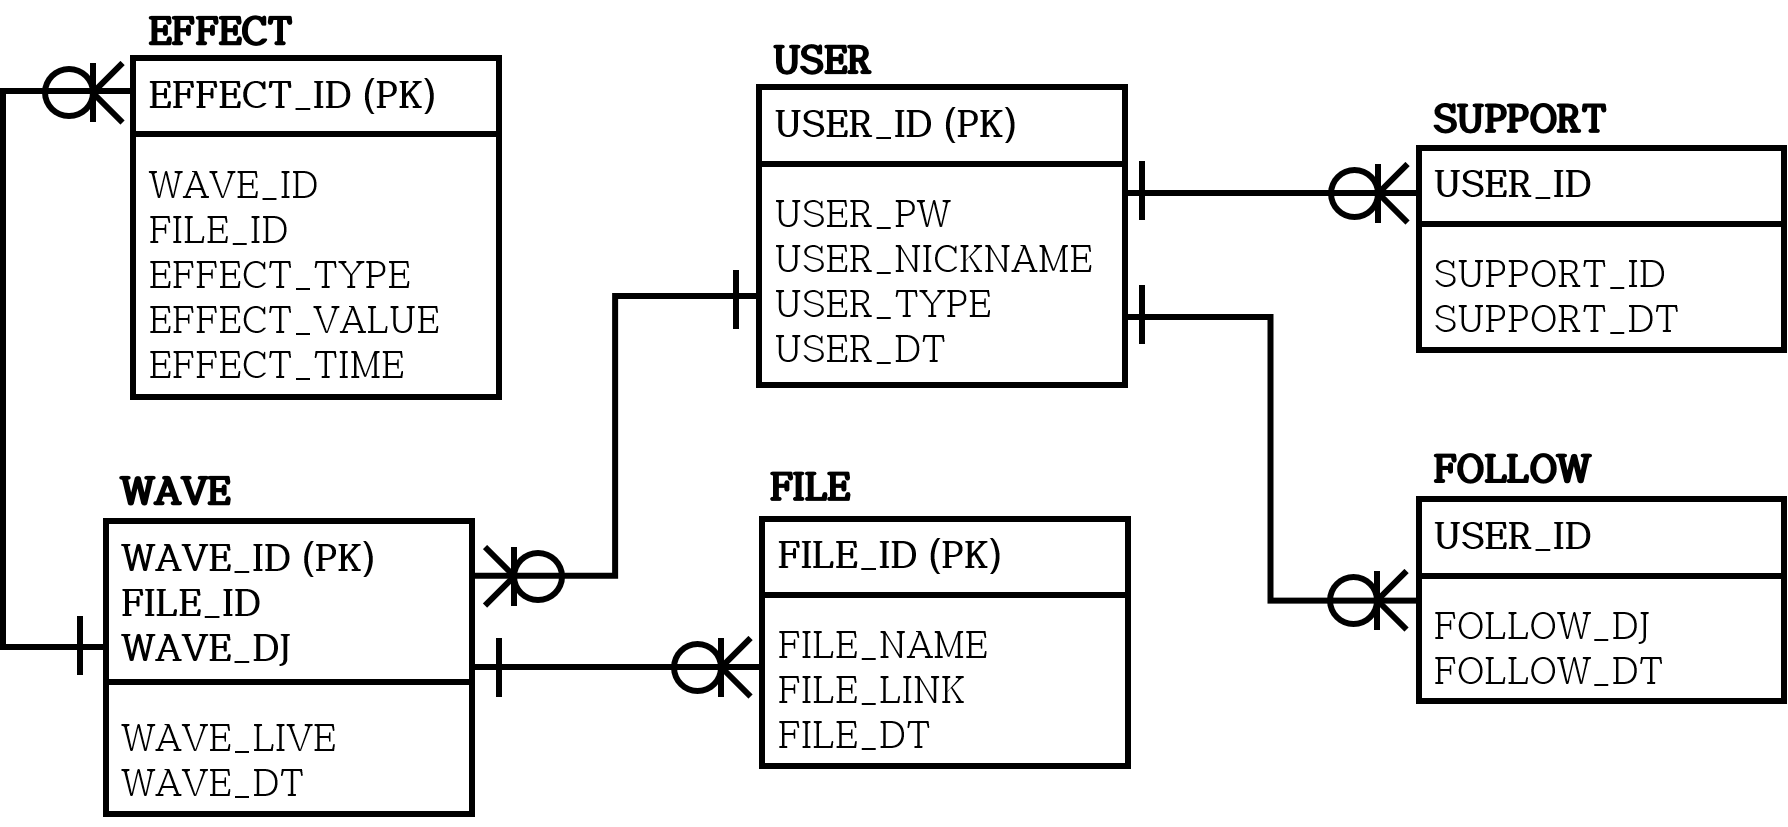 EFFECT
EFFECT_ID (PK)
WAVE_ID
FILE_ID
EFFECT_TYPE
EFFECT_VALUE
EFFECT_TIME
USER
USER_ID (PK)
USER_PW
USER_NICKNAME
USER_TYPE
USER_DT
SUPPORT
USER_ID
SUPPORT_ID
SUPPORT_DT
WAVE
WAVE_ID (PK)
FILE_ID
WAVE_DJ
WAVE_LIVE
WAVE_DT
FILE
FILE_ID (PK)
FILE_NAME
FILE_LINK
FILE_DT
FOLLOW
USER_ID
FOLLOW_DJ
FOLLOW_DT